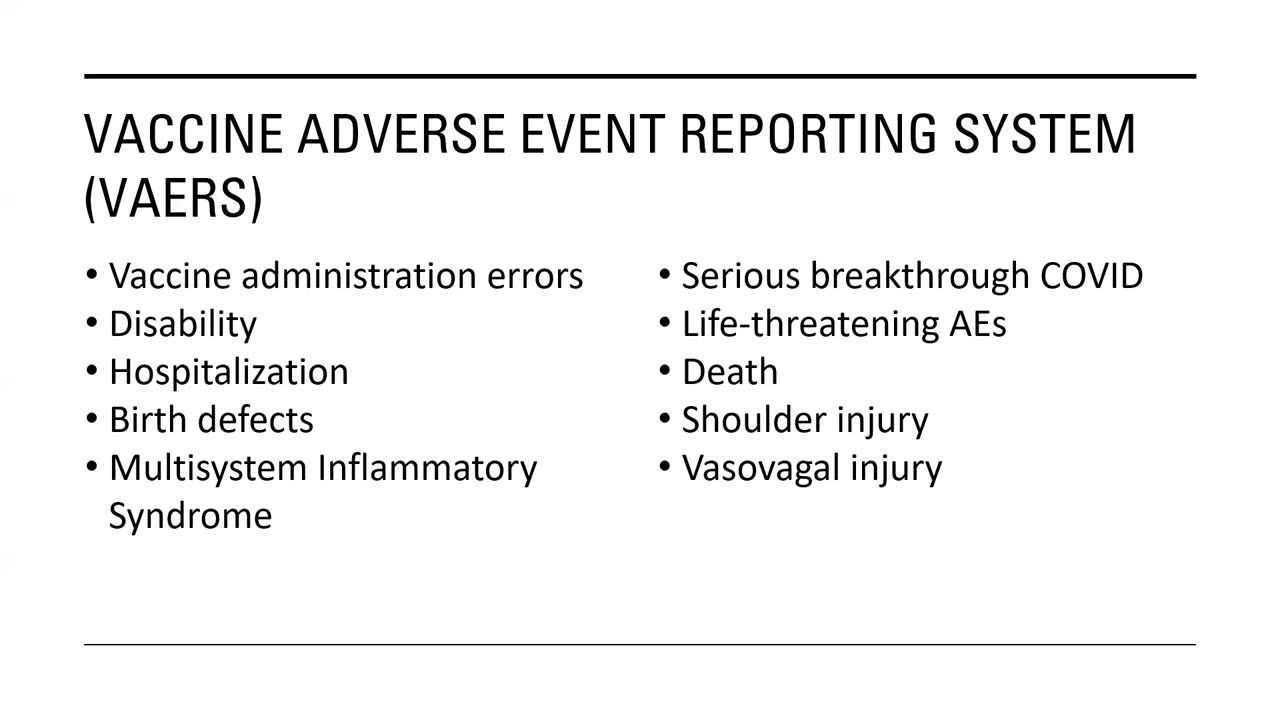 VACCINE ADVERSE EVENT REPORTING SYSTEM
(VAERS)
• Vaccine administration errors
• Disability
• Hospitalization
• Birth defects
• Multisystem Inflammatory
Syndrome
• Serious breakthrough COVID
• Life-threatening AEs
• Death
• Shoulder injury
• Vasovagal injury